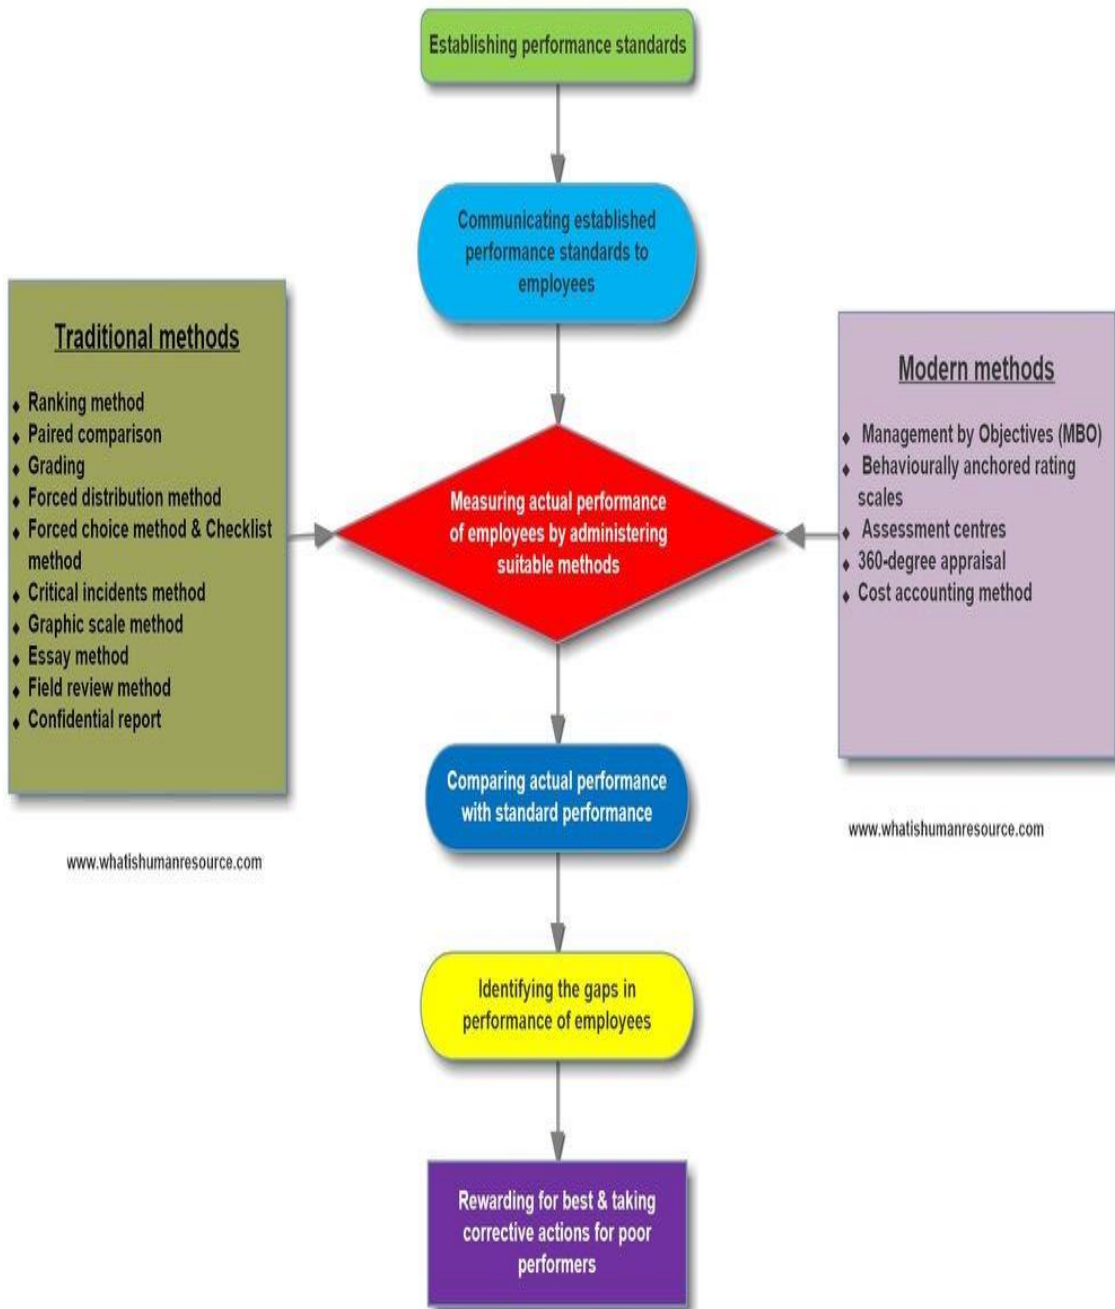 Establishing performance standards
Communicating established
performance standards to
employees
Traditional methods
♦ Ranking method
♦ Paired comparison
♦ Grading
♦ Forced distribution method
♦ Forced choice method & Checklist
method
♦ Critical incidents method
♦ Graphic scale method
♦ Essay method
♦ Field review method
♦ Confidential report
www.whatishumanresource.com
Measuring actual performance
of employees by administering
suitable methods
Modern methods
♦ Management by Objectives (MBO)
♦ Behaviourally anchored rating
scales
♦ Assessment centres
♦ 360-degree appraisal
♦ Cost accounting method
www.whatishumanresource.com
Comparing actual performance
with standard performance
Identifying the gaps in
performance of employees
Rewarding for best & taking
corrective actions for poor
performers